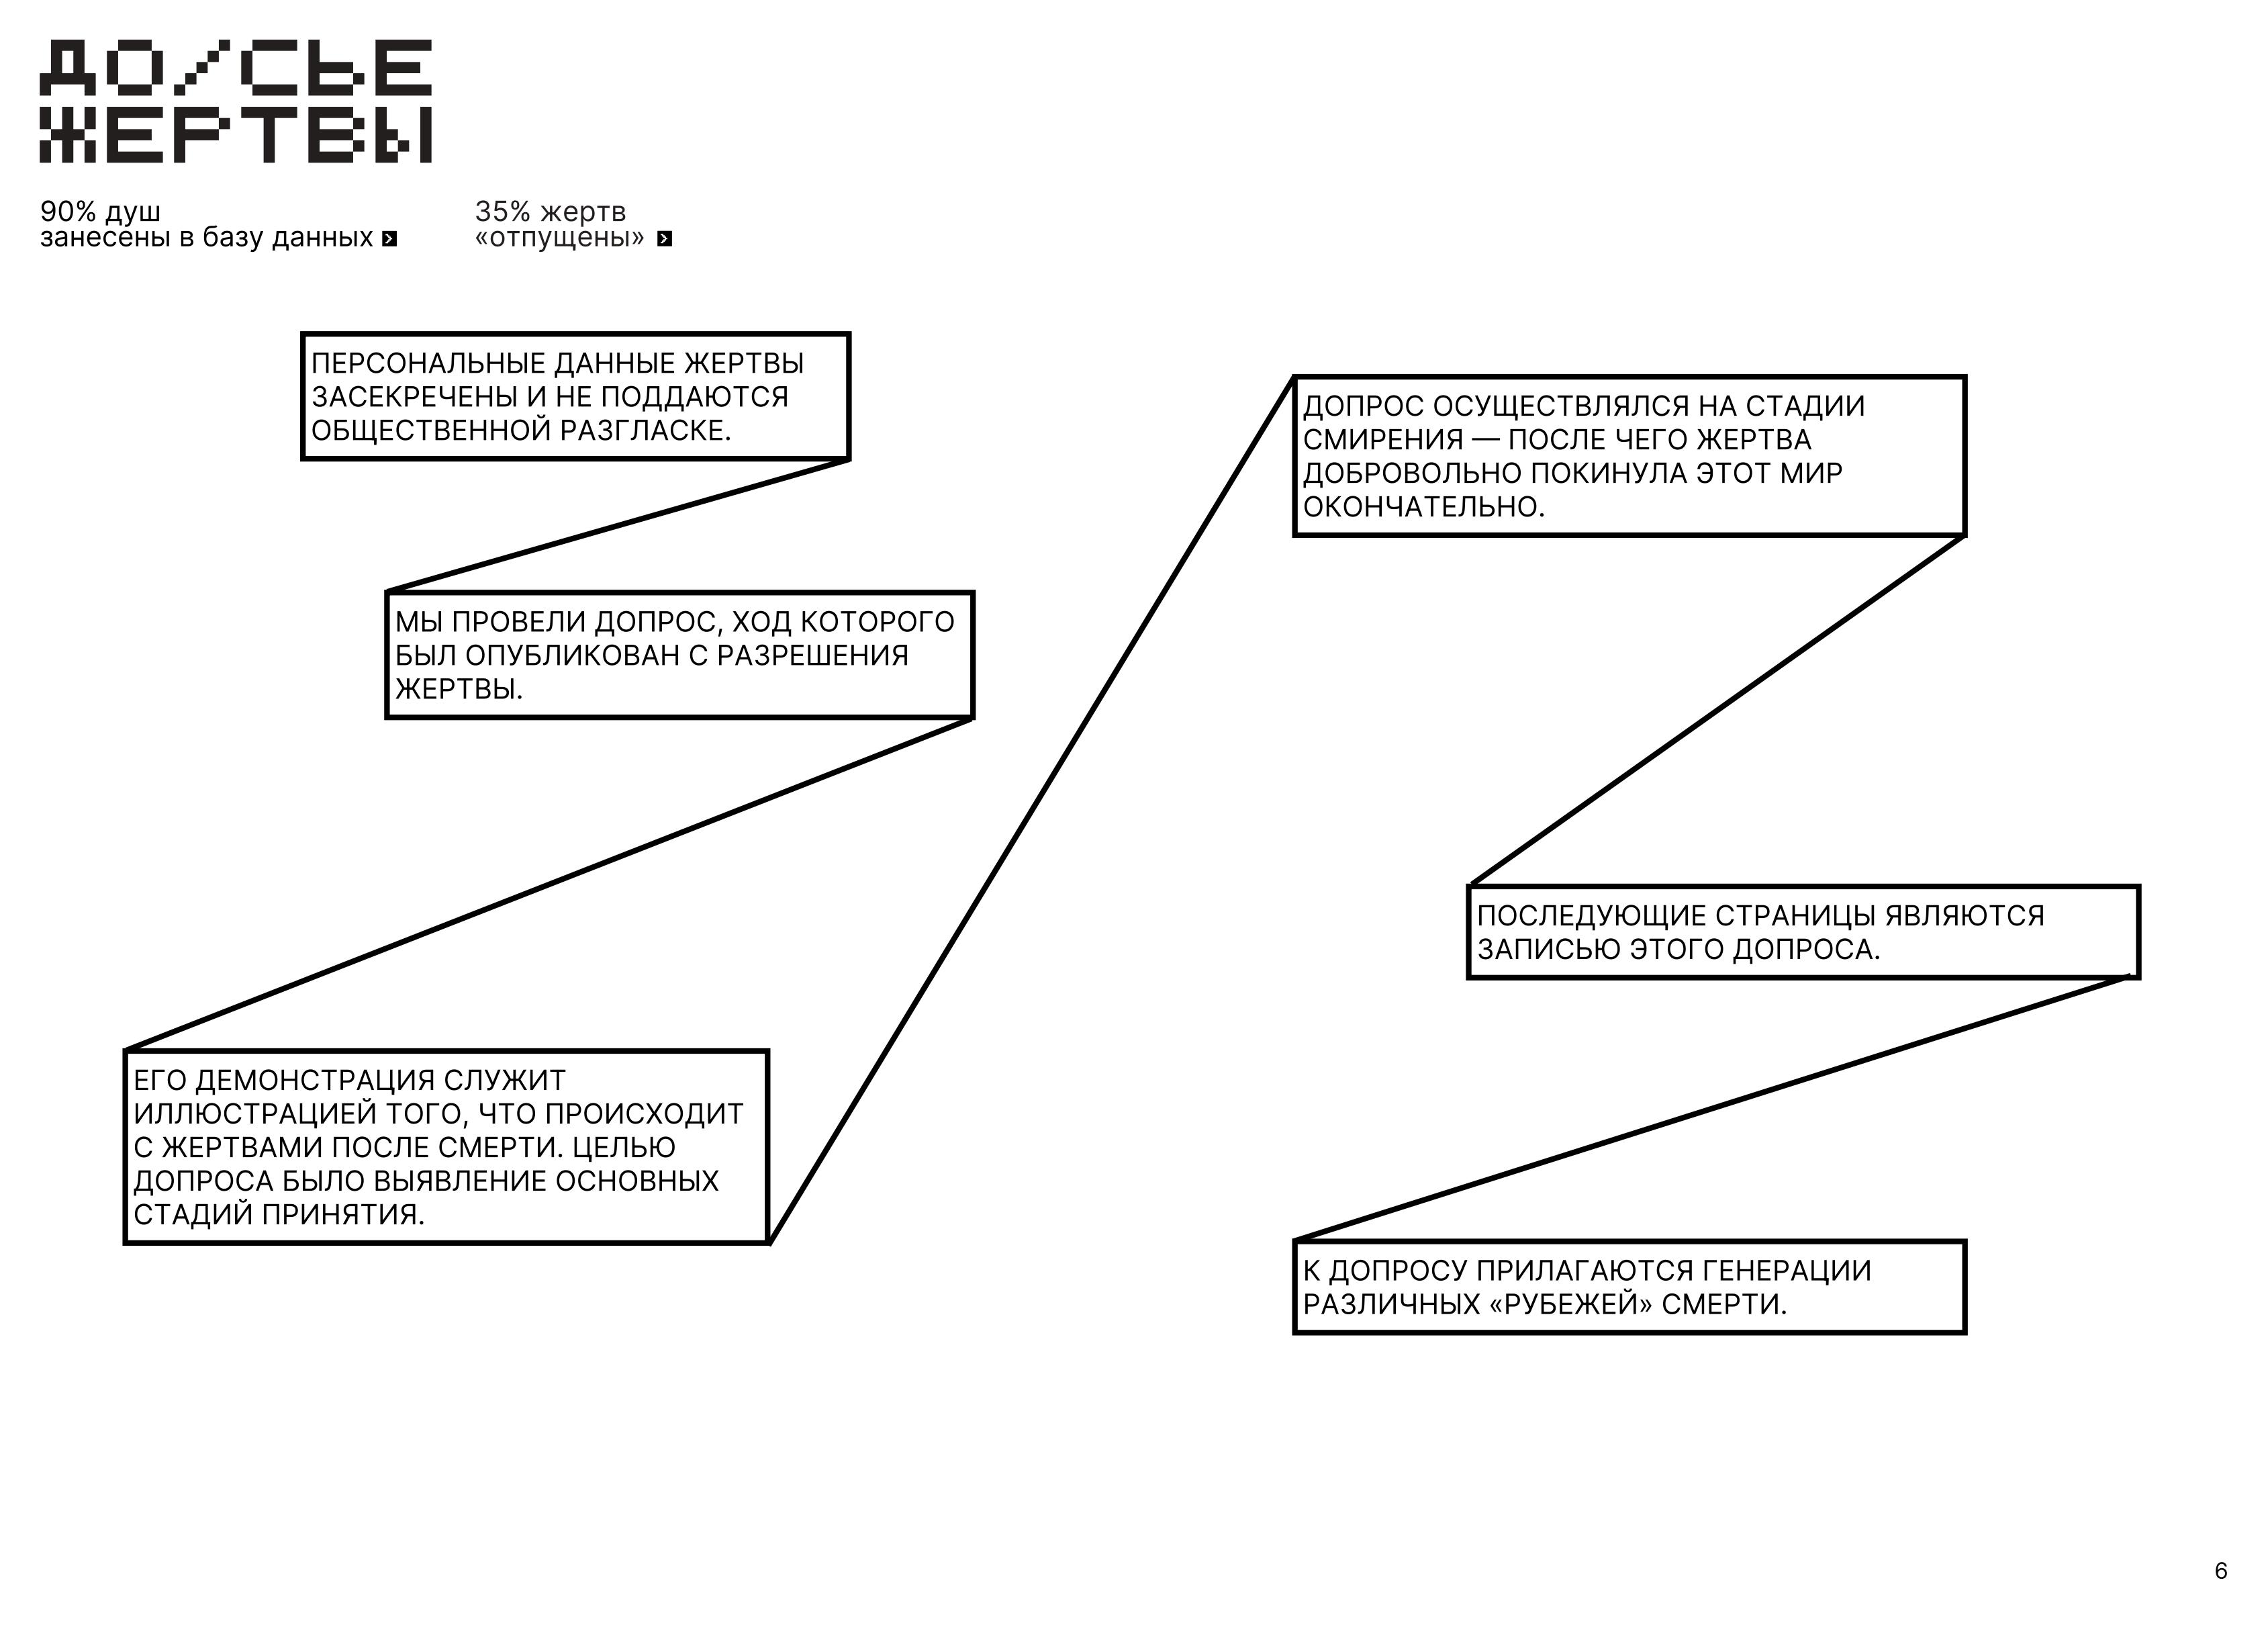 ДО/СЬЕ
ЖЕРТВЫ
90% душ
занесены в базу данных
35% жертв
«отпущены»
ПЕРСОНАЛЬНЫЕ ДАННЫЕ ЖЕРТВЫ
ЗАСЕКРЕЧЕНЫ И НЕ ПОДДАЮТСЯ
ОБЩЕСТВЕННОЙ РАЗГЛАСКЕ.
МЫ ПРОВЕЛИ ДОПРОС, ХОД КОТОРОГО
БЫЛ ОПУБЛИКОВАН С РАЗРЕШЕНИЯ
ЖЕРТВЫ.
ЕГО ДЕМОНСТРАЦИЯ СЛУЖИТ
ИЛЛЮСТРАЦИЕЙ ТОГО, ЧТО ПРОИСХОДИТ
С ЖЕРТВАМИ ПОСЛЕ СМЕРТИ. ЦЕЛЬЮ
ДОПРОСА БЫЛО ВЫЯВЛЕНИЕ ОСНОВНЫХ
СТАДИЙ ПРИНЯТИЯ.
ДОПРОС ОСУЩЕСТВЛЯЛСЯ НА СТАДИИ
СМИРЕНИЯ — ПОСЛЕ ЧЕГО ЖЕРТВА
ДОБРОВОЛЬНО ПОКИНУЛА ЭТОТ МИР
ОКОНЧАТЕЛЬНО.
ПОСЛЕДУЮЩИЕ СТРАНИЦЫ ЯВЛЯЮТСЯ
ЗАПИСЬЮ ЭТОГО ДОПРОСА.
К ДОПРОСУ ПРИЛАГАЮТСЯ ГЕНЕРАЦИИ
РАЗЛИЧНЫХ «РУБЕЖЕЙ» СМЕРТИ.
6